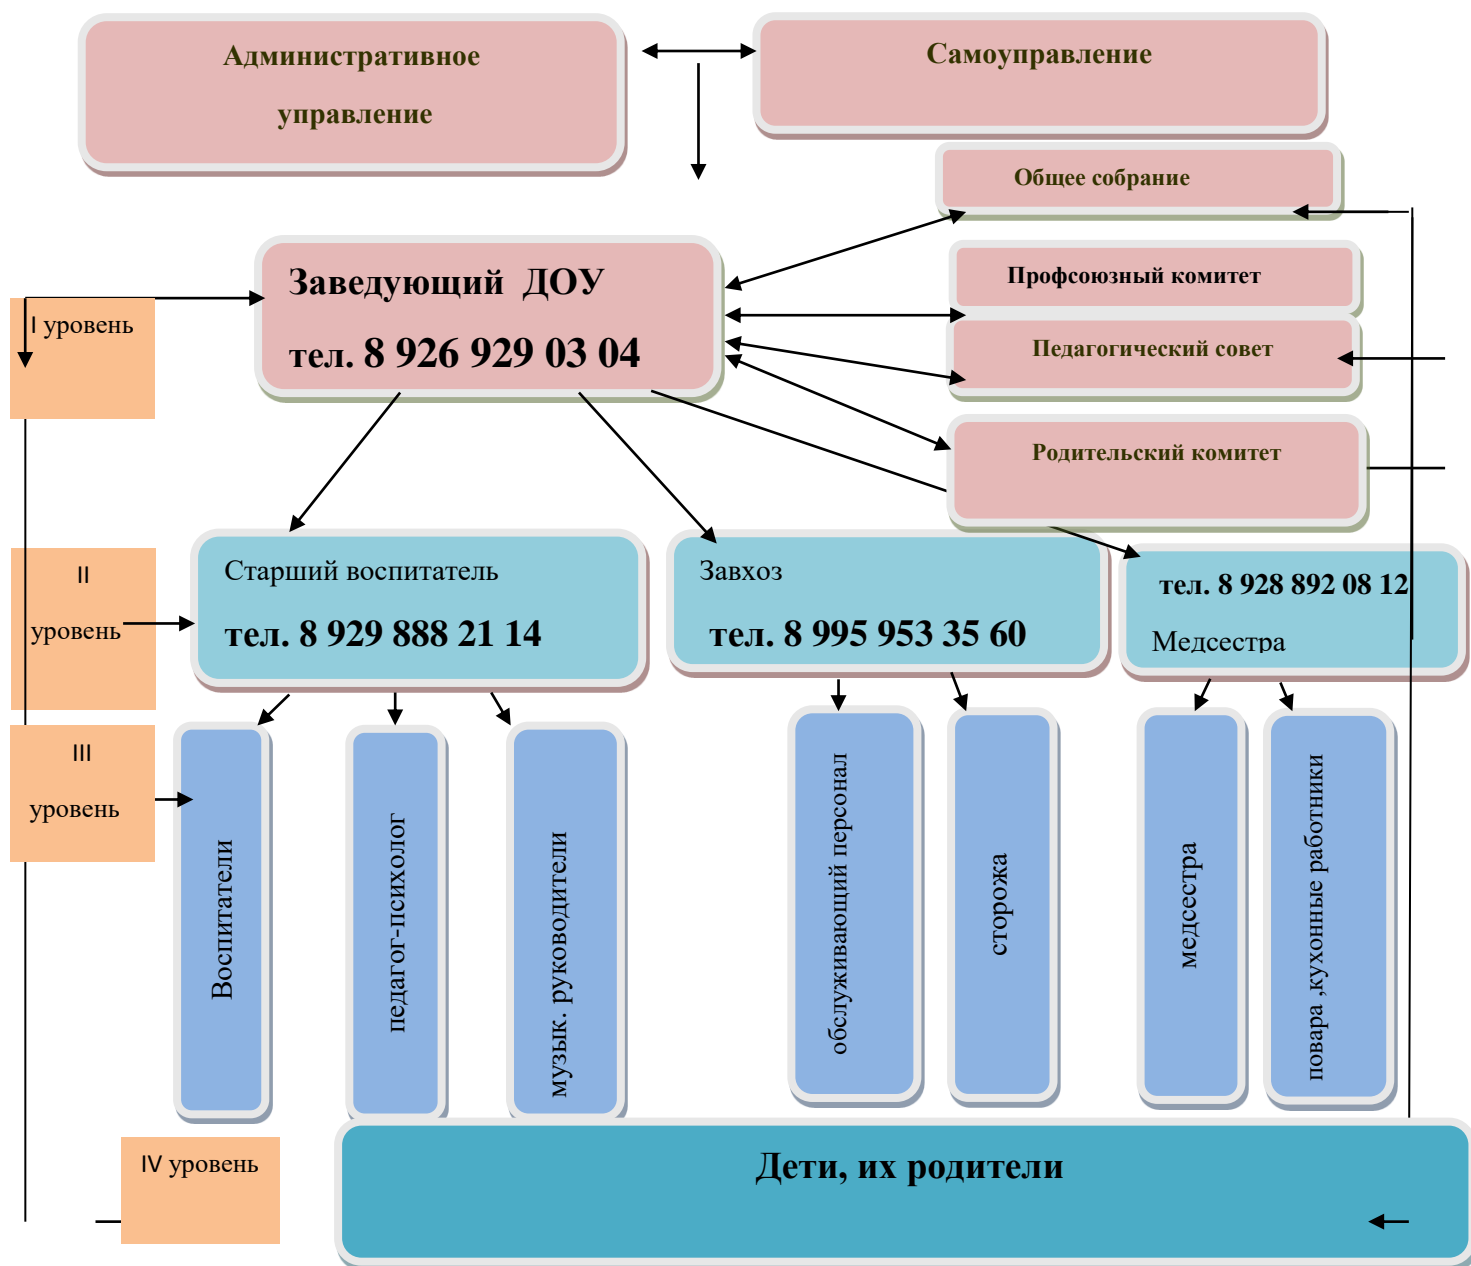 Административное
управление
Самоуправление
Общее собрание
Заведующий ДОУ
тел. 8 926 929 03 04
Профсоюзный комитет
I уровень
Педагогический совет
Родительский комитет
II
уровень
Старший воспитатель
тел. 8 929 888 21 14
Завхоз
тел. 8 995 953 35 60
тел. 8 928 892 08 12
Медсестра
III
уровень
Воспитатели
педагог-психолог
музык. руководители
обслуживающий персонал
сторожа
медсестра
повара ,кухонные работники
IV уровень
Дети, их родители